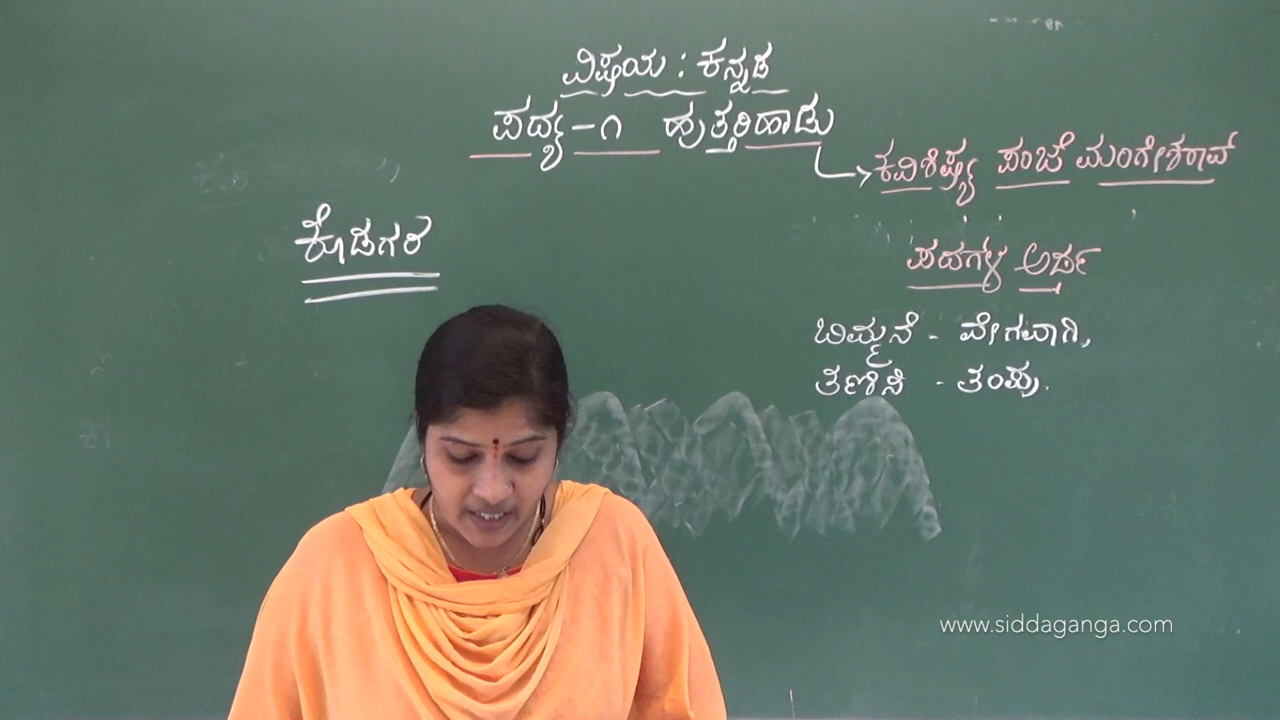 ವಿಷಯ : ಕನ್ನಡ
ಪದ್ಯ - ೧ ಹುತ್ತರಿಹಾಡು
ಕವಿಶಿಷ್ಯ ಪಂಜೆ ಮಂಗೇಶರಾವ್
ಕೊಡಗರ
ಪದಗಳ ಅರ್ಥ
ಬಿಮ್ಮನೆ - ವೇಗವಾಗಿ,
ತಣಿಸಿ - ತಂಪು.
www.siddaganga.com